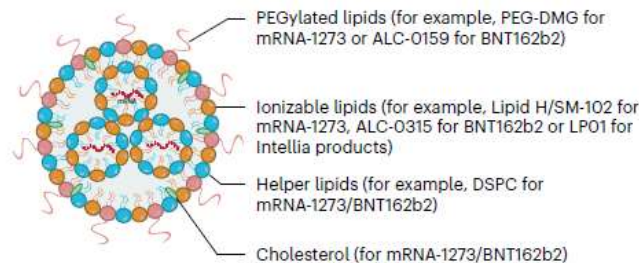 PEGylated lipids (for example, PEG-DMG for
mRNA-1273 or ALC-0159 for BNT162b2)
mRNA
Ionizable lipids (for example, Lipid H/SM-102 for
mRNA-1273, ALC-0315 for BNT162b2 or LP01 for
Intellia products)
Helper lipids (for example, DSPC for
mRNA-1273/BNT162b2)
Cholesterol (for mRNA-1273/BNT162b2)